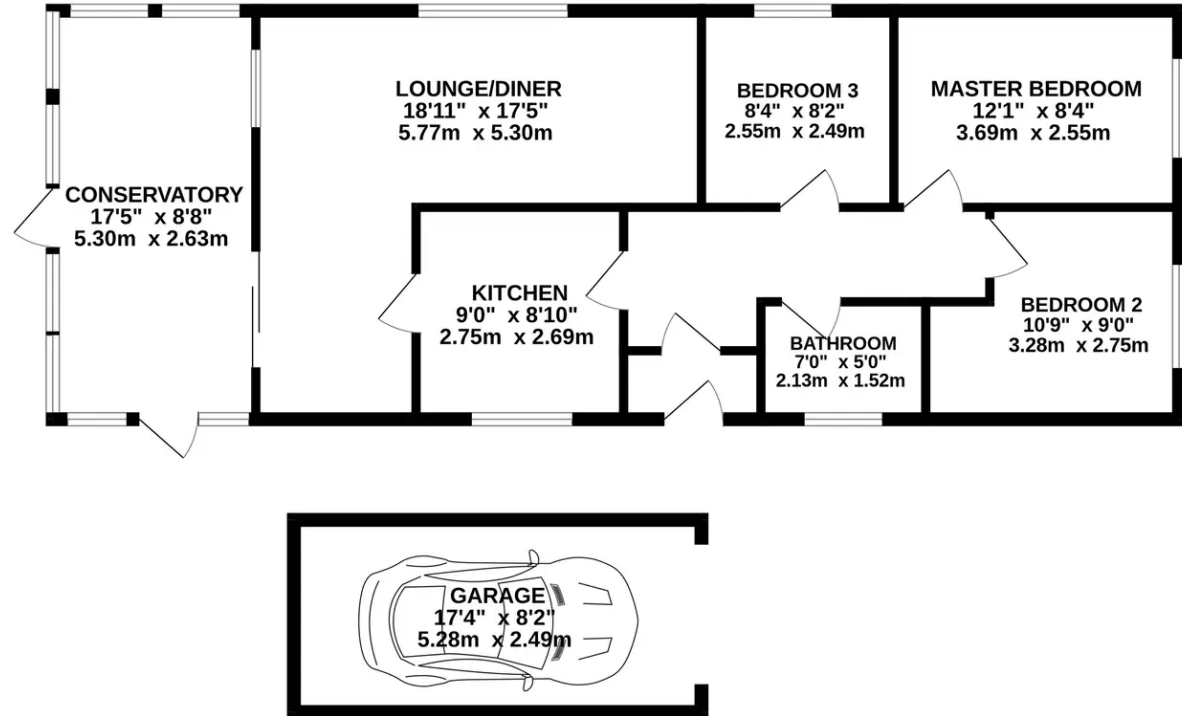 LOUNGE/DINER
18'11" x 17'5"
5.77m x 5.30m
BEDROOM 3
8'4" x 8'2"
2.55m x 2.49m
MASTER BEDROOM
12'1" x 8'4"
3.69m x 2.55m
CONSERVATORY
17'5" x 8'8"
5.30m x 2.63m
KITCHEN
9'0" x 8'10"
2.75m x 2.69m
BEDROOM 2
10'9" x 9'0"
3.28m x 2.75m
BATHROOM
7'0" x 5'0"
2.13m x 1.52m
GARAGE
17'4" x 8'2"
5.28m x 2.49m